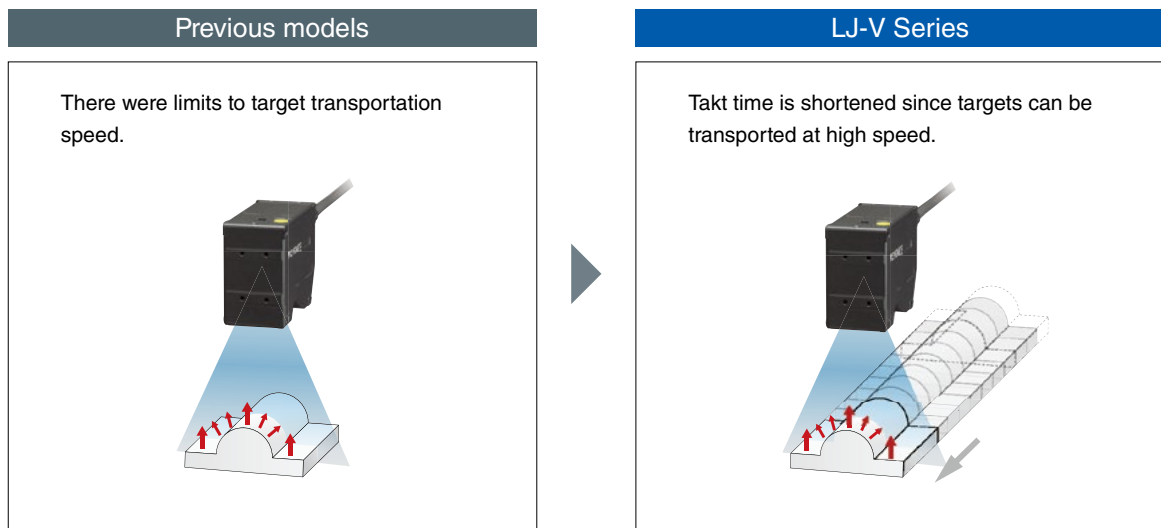 Previous models
There were limits to target transportation
speed.
LJ-V Series
Takt time is shortened since targets can be
transported at high speed.